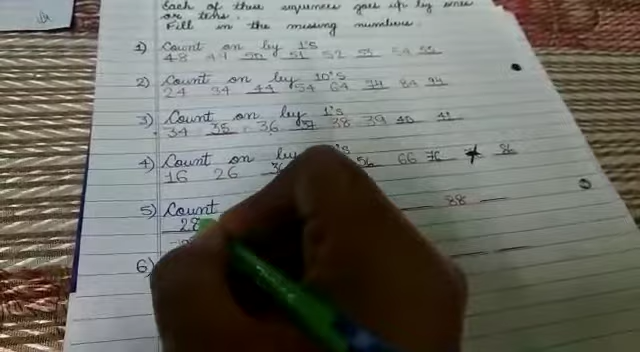 Each of these sequences goes up by ones
or tens.
Fill in the missing numbers.
1) Count on by 1's
48 49 50 51 52 53 54 55
2) Count on by 10's
24 34 44 54 64 74 84 94
3) Count on by 1's
34 35 36 37 38 39 40 41
4) Count on by 's
16 26 36 56 66 76 86
5) Count
28 88
6)